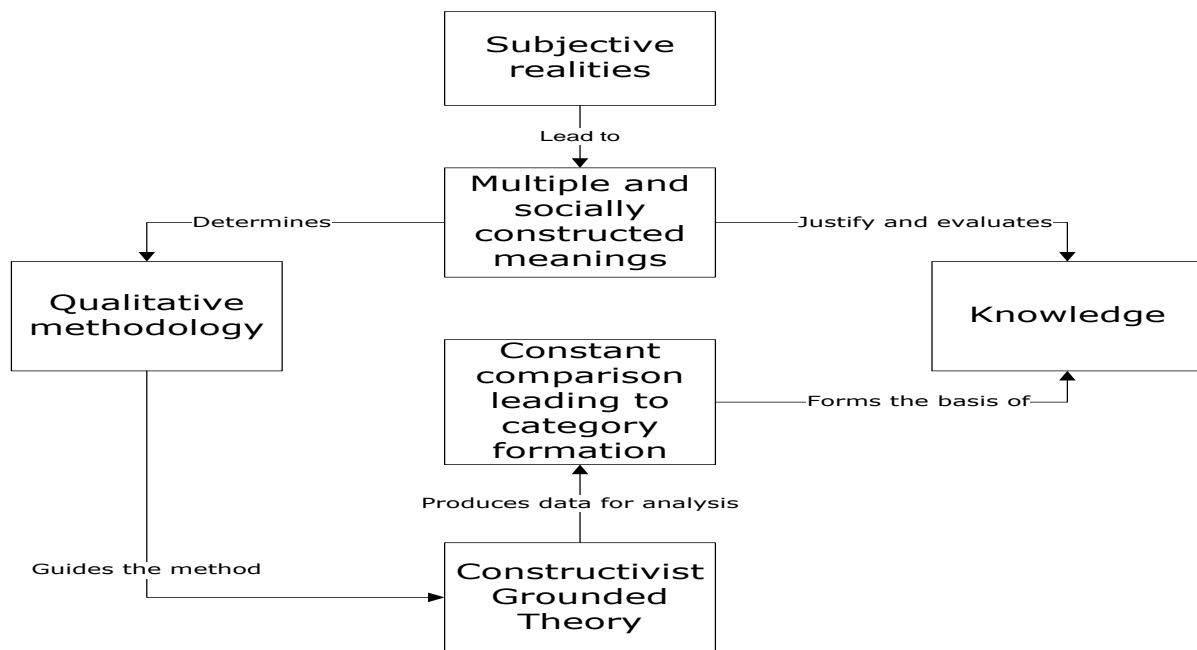 Subjective
realities
Lead to
Multiple and
socially
constructed
meanings
Determines
Justify and evaluates
Qualitative
methodology
Knowledge
Constant
comparison
leading to
category
formation
Forms the basis of
Produces data for analysis
Guides the method
Constructivist
Grounded
Theory